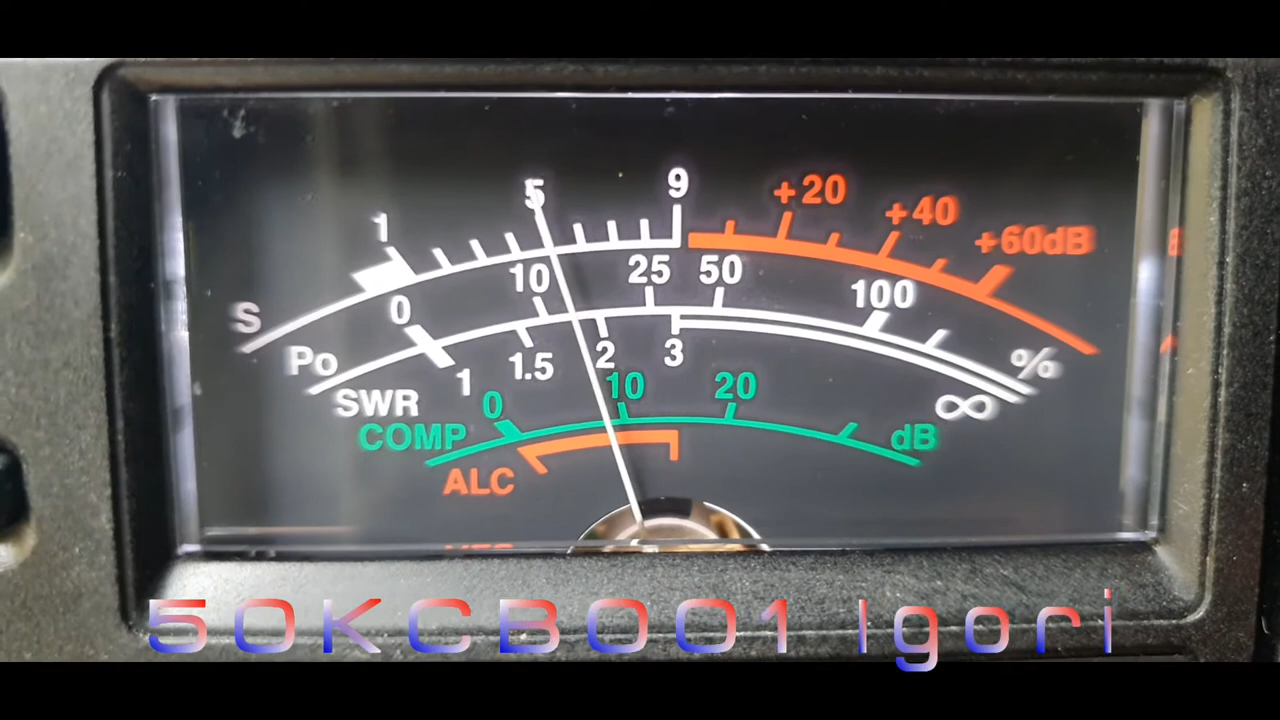 S 1 5 9 +20 +40 +60dB
Po 0 10 25 50 100 %
SWR 1 1.5 2 3 ∞
COMP 0 10 20 dB
ALC
50KCB001 Igori